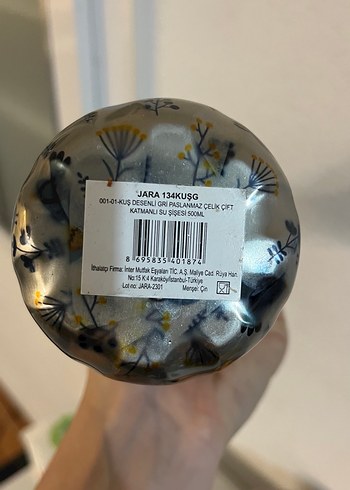 JARA 134KUŞG
001-01-KUŞ DESENLİ GRİ PASLANMAZ ÇELİK ÇİFT
KATMANLI SU ŞİŞESİ 500ML
8 695835 401874
İthalatçı Firma: İnter Mutfak Eşyaları TİC. A.Ş. Maliye Cad. Rüya Han.
No:15 K:4 Karaköy/İstanbul-Türkiye
Lot no: JARA-2301 Menşei: Çin